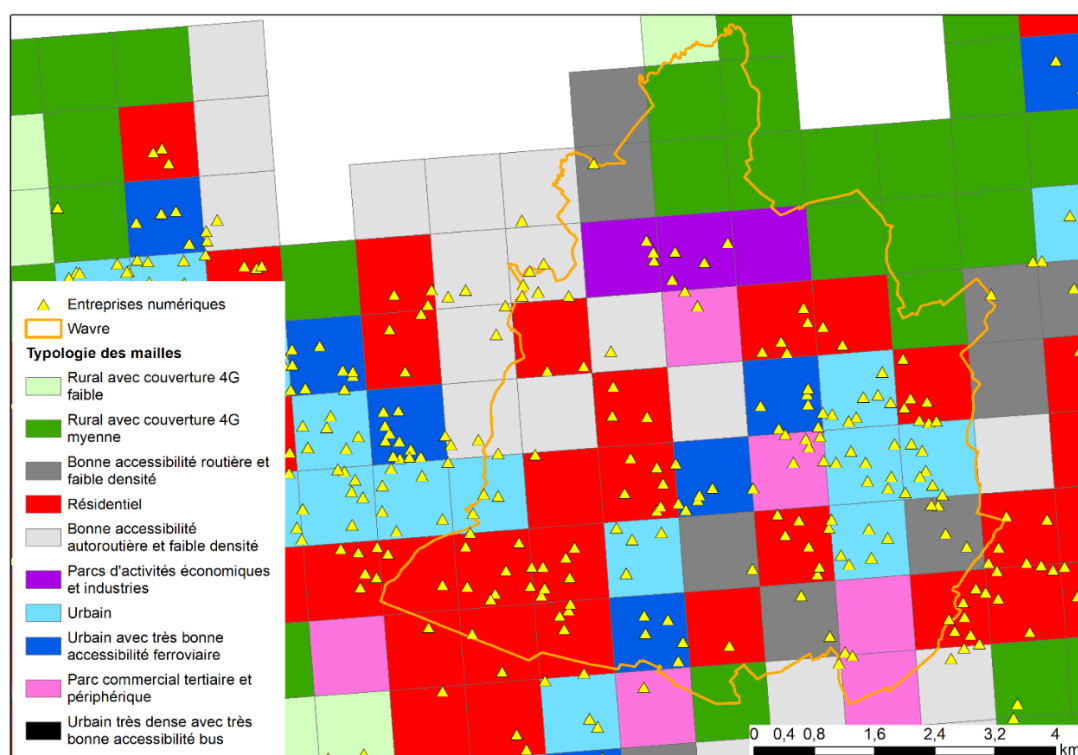 Entreprises numériques
Wavre
Typologie des mailles
Rural avec couverture 4G
faible
Rural avec couverture 4G
myenne
Bonne accessibilité routière et
faible densité
Résidentiel
Bonne accessibilité
autoroutière et faible densité
Parcs d'activités économiques
et industries
Urbain
Urbain avec très bonne
accessibilité ferroviaire
Parc commercial tertiaire et
périphérique
Urbain très dense avec très
bonne accessibilité bus
0 0,4 0,8 1,6 2,4 3,2 4
km